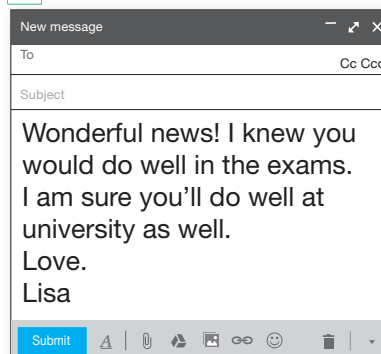 New message
To
Cc Ccc
Subject
Wonderful news! I knew you
would do well in the exams.
I am sure you’ll do well at
university as well.
Love.
Lisa
Submit A